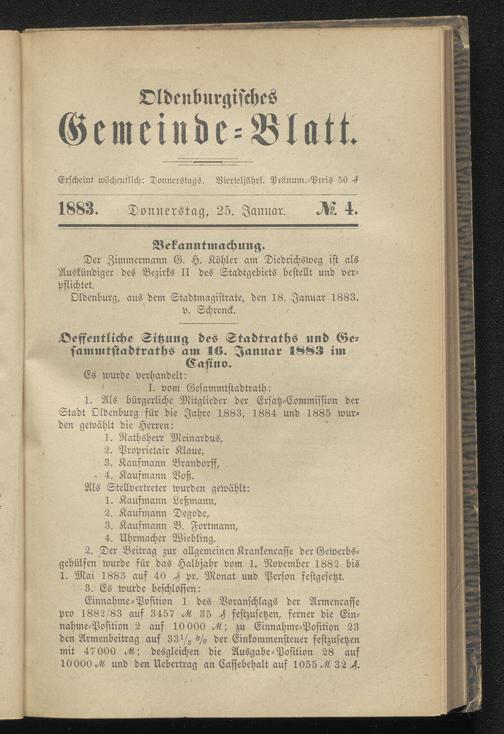 Oldenburgisches
Gemeinde-Blatt.
Erscheint wöchentlich: Donnerstags. Vierteljährl. Pränum.-Preis 50 ₰
1883. Donnerstag, 25. Januar. № 4.
Bekanntmachung.
Der Zimmermann G. H. Köhler am Diedrichsweg ist als
Auskündiger des Bezirks II des Stadtgebiets bestellt und ver-
pflichtet.
Oldenburg, aus dem Stadtmagistrate, den 18. Januar 1883.
v. Schrenck.
Oeffentliche Sitzung des Stadtraths und Ge-
sammtstadtraths am 16. Januar 1883 im
Casino.
Es wurde verhandelt:
I. vom Gesammtstadtrath:
1. Als bürgerliche Mitglieder der Ersatz-Commission der
Stadt Oldenburg für die Jahre 1883, 1884 und 1885 wur-
den gewählt die Herren:
1. Rathsherr Meinardus,
2. Proprietair Klaue,
3. Kaufmann Brandorff,
4. Kaufmann Voß.
Als Stellvertreter wurden gewählt:
1. Kaufmann Leßmann,
2. Kaufmann Degode,
3. Kaufmann B. Fortmann,
4. Uhrmacher Wiebking.
2. Der Beitrag zur allgemeinen Krankencasse der Gewerbs-
gehülfen wurde für das Halbjahr vom 1. November 1882 bis
1. Mai 1883 auf 40 ₰ pr. Monat und Person festgesetzt.
3. Es wurde beschlossen:
Einnahme-Position 1 des Voranschlags der Armencasse
pro 1882/83 auf 3457 ℳ 35 ₰ festzusetzen, ferner die Ein-
nahme-Position 2 auf 10000 ℳ; zu Einnahme-Position 23
den Armenbeitrag auf 33⅓ % der Einkommensteuer festzusetzen
mit 47000 ℳ; desgleichen die Ausgabe-Position 28 auf
10000 ℳ und den Uebertrag an Cassebehalt auf 1055 ℳ 32 ₰.